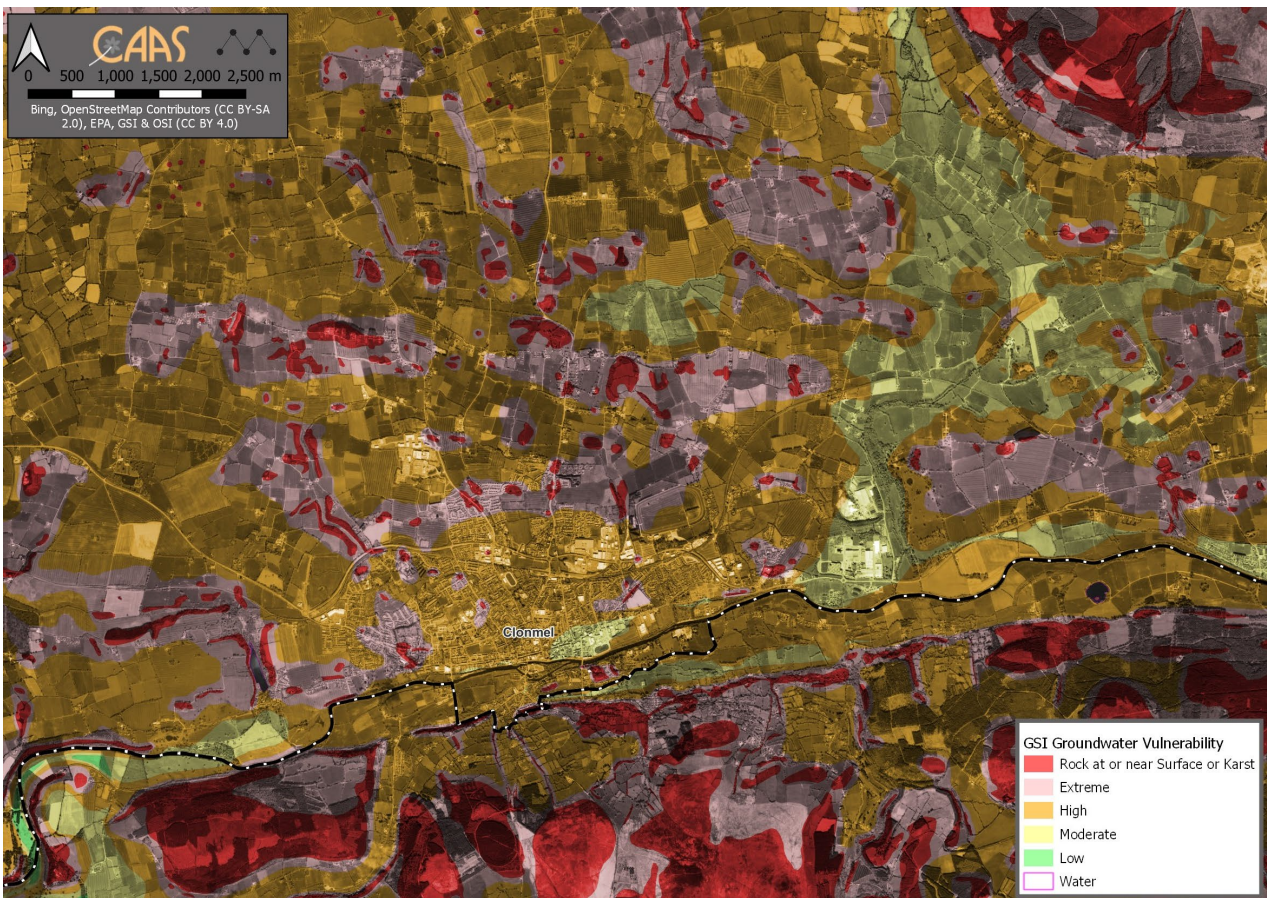 CAAS
0 500 1,000 1,500 2,000 2,500 m
Bing, OpenStreetMap Contributors (CC BY-SA
2.0), EPA, GSI & OSI (CC BY 4.0)
Clonmel
GSI Groundwater Vulnerability
Rock at or near Surface or Karst
Extreme
High
Moderate
Low
Water